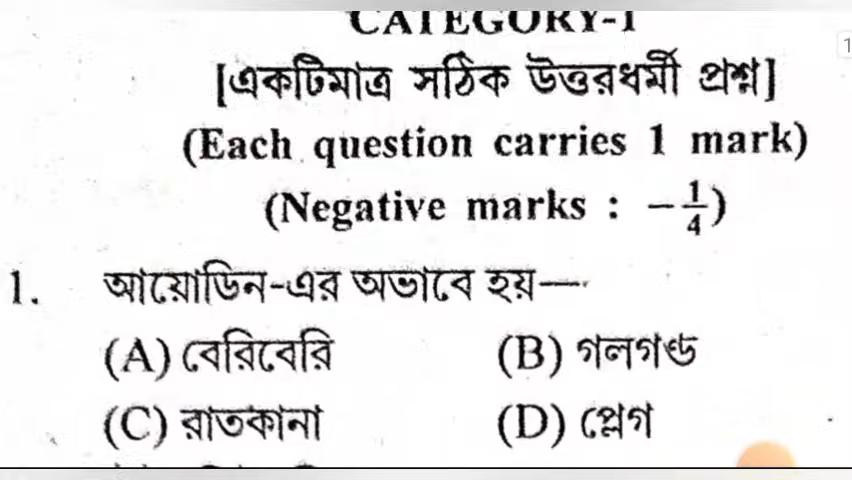 CATEGORY-I
[একটিমাত্র সঠিক উত্তরধর্মী প্রশ্ন]
(Each question carries 1 mark)
(Negative marks : -1/4)
1. আয়োডিন-এর অভাবে হয়—
(A) বেরিবেরি (B) গলগণ্ড
(C) রাতকানা (D) প্লেগ